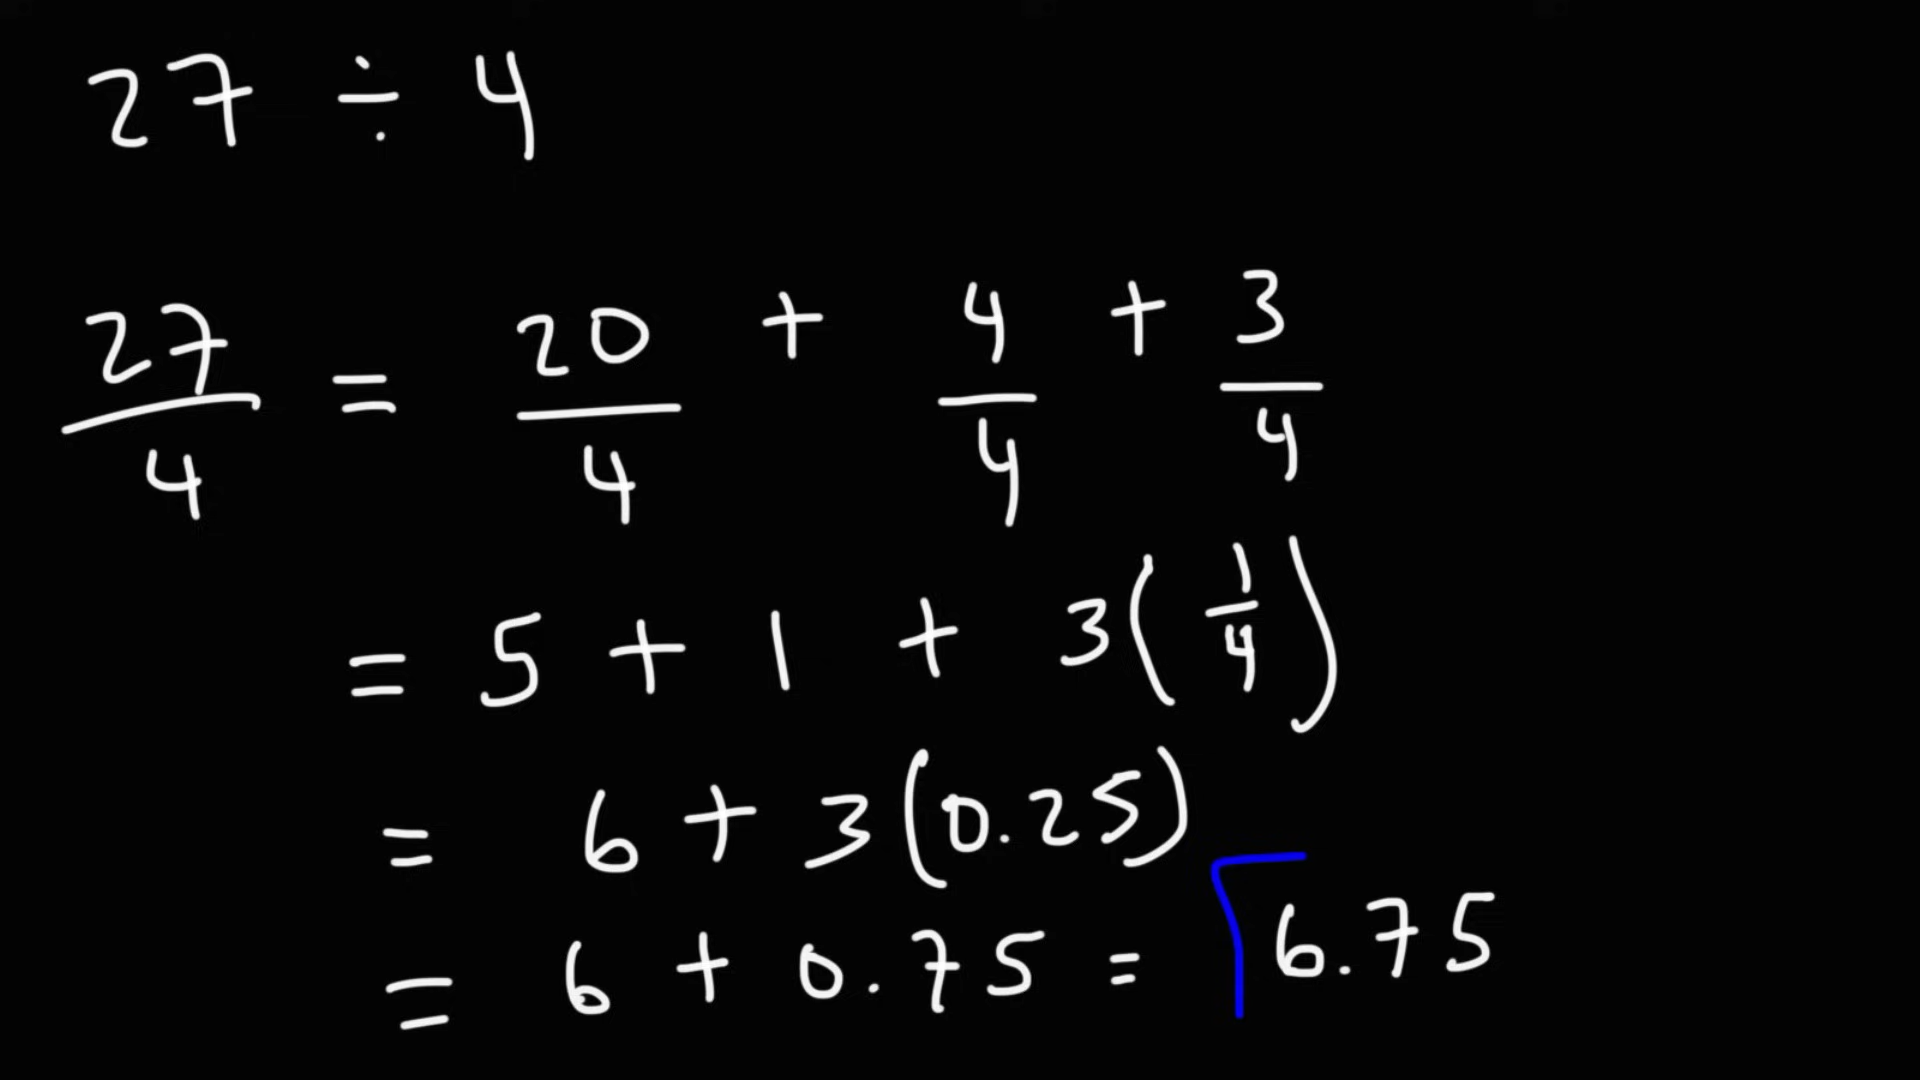 27 ÷ 4
27/4 = 20/4 + 4/4 + 3/4
= 5 + 1 + 3(1/4)
= 6 + 3(0.25)
= 6 + 0.75 = 6.75